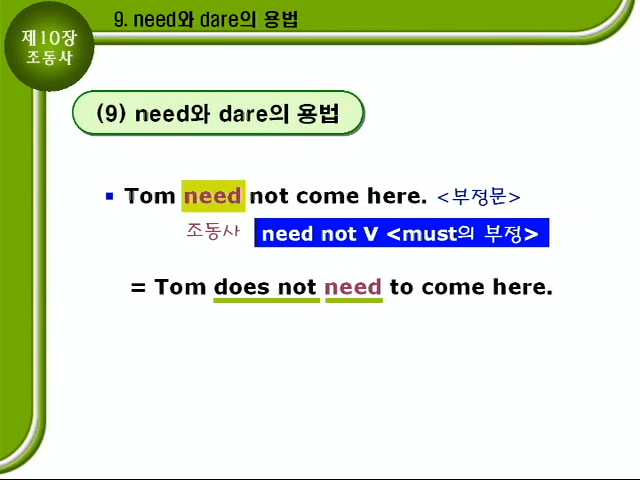 9. need와 dare의 용법
제10장
조동사
(9) need와 dare의 용법
Tom need not come here. <부정문>
조동사 need not V <must의 부정>
= Tom does not need to come here.